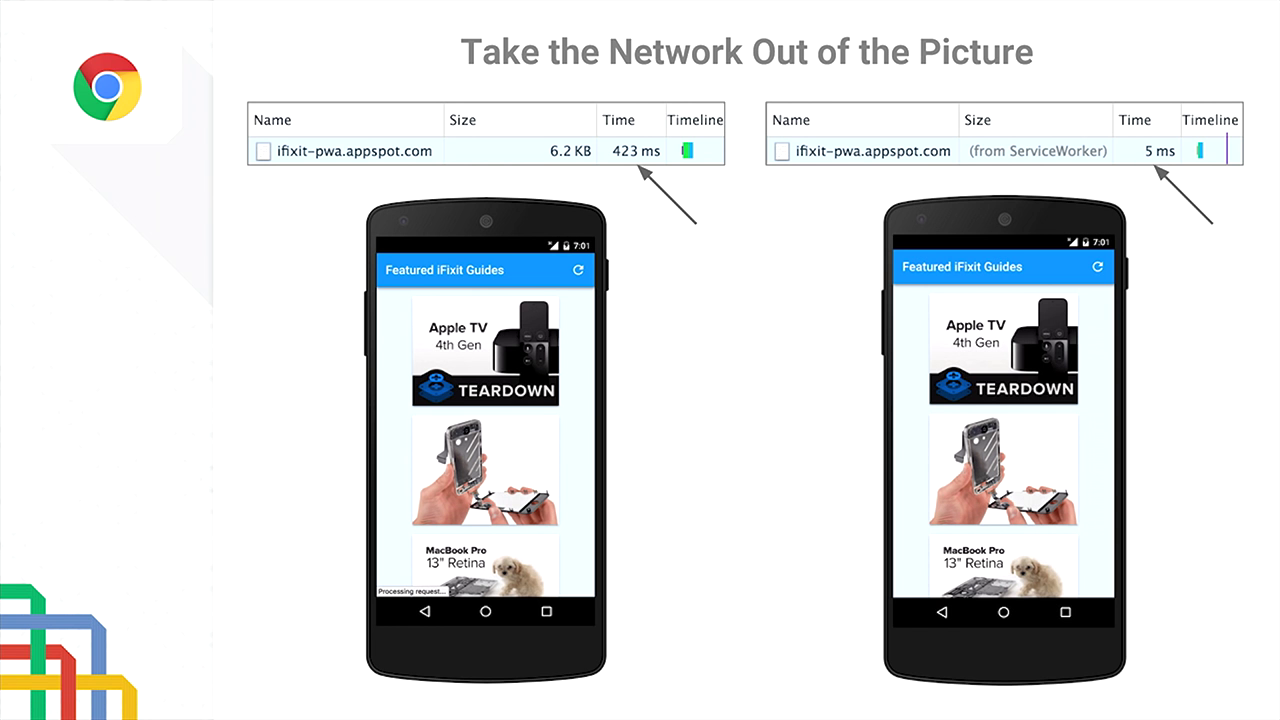 Take the Network Out of the Picture
Name Size Time Timeline
ifixit-pwa.appspot.com 6.2 KB 423 ms
Name Size Time Timeline
ifixit-pwa.appspot.com (from ServiceWorker) 5 ms
7:01
Featured iFixit Guides
Apple TV
4th Gen
TEARDOWN
MacBook Pro
13" Retina
Processing request...
7:01
Featured iFixit Guides
Apple TV
4th Gen
TEARDOWN
MacBook Pro
13" Retina